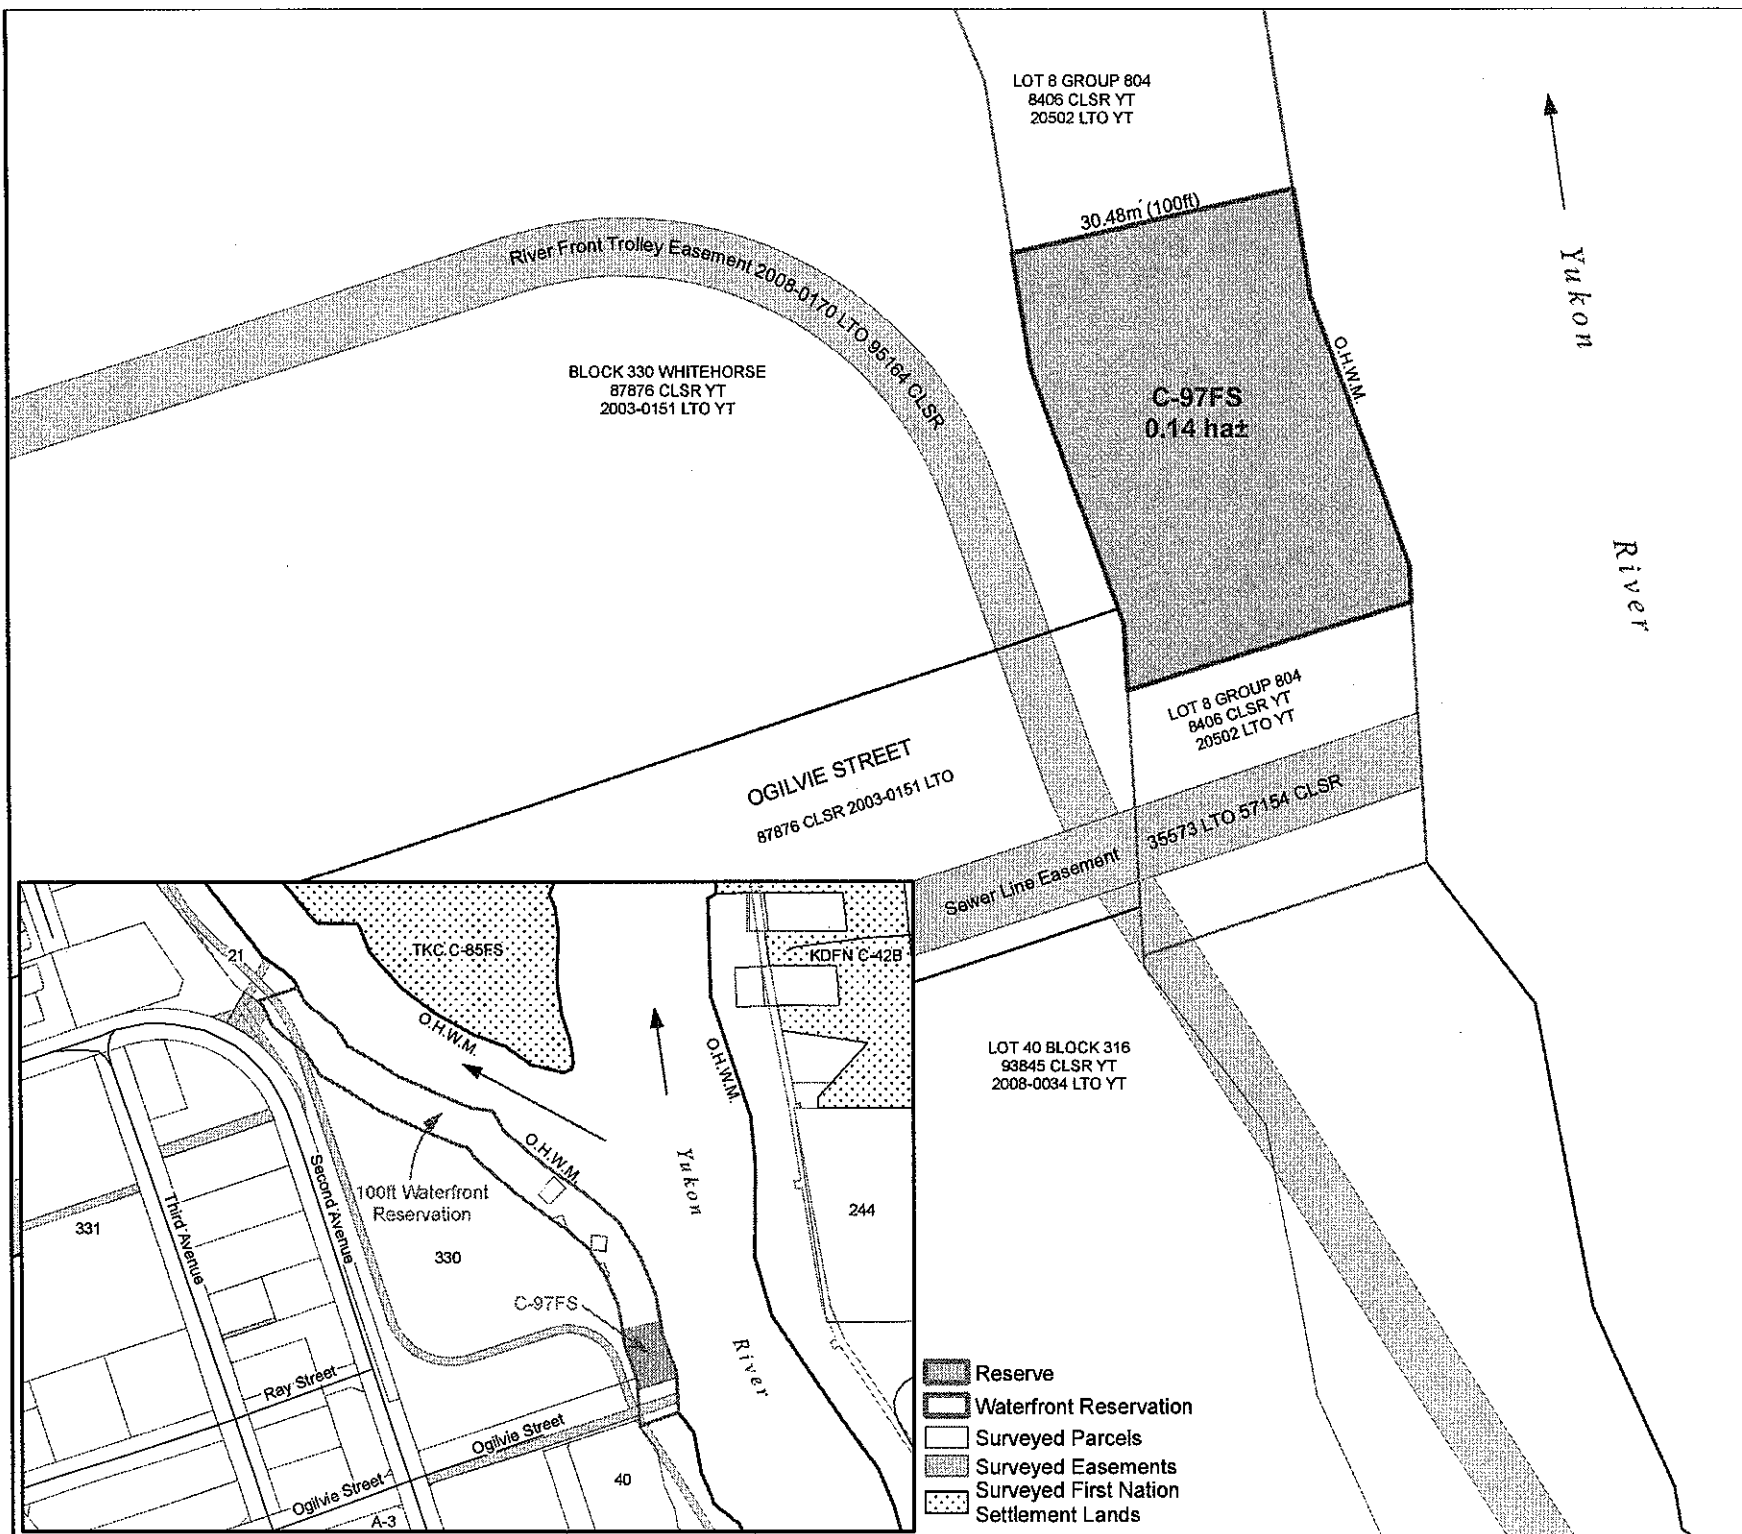 LOT 8 GROUP 804
8406 CLSR YT
20502 LTO YT
30.48m (100ft)
Yukon
River
River Front Trolley Easement 2008-0170 LTO 95164 CLSR
O.H.W.M.
BLOCK 330 WHITEHORSE
87876 CLSR YT
2003-0151 LTO YT
C-97FS
0.14 ha±
LOT 8 GROUP 804
8406 CLSR YT
20502 LTO YT
OGILVIE STREET
87876 CLSR 2003-0151 LTO
Sewer Line Easement 35573 LTO 57154 CLSR
LOT 40 BLOCK 316
93845 CLSR YT
2008-0034 LTO YT
21
TKC C-85FS
KDFN C-42B
O.H.W.M.
O.H.W.M.
O.H.W.M.
Yukon
River
100ft Waterfront
Reservation
Second Avenue
Third Avenue
331
330
244
C-97FS
Ray Street
Ogilvie Street
Ogilvie Street
40
A-3
Reserve
Waterfront Reservation
Surveyed Parcels
Surveyed Easements
Surveyed First Nation
Settlement Lands